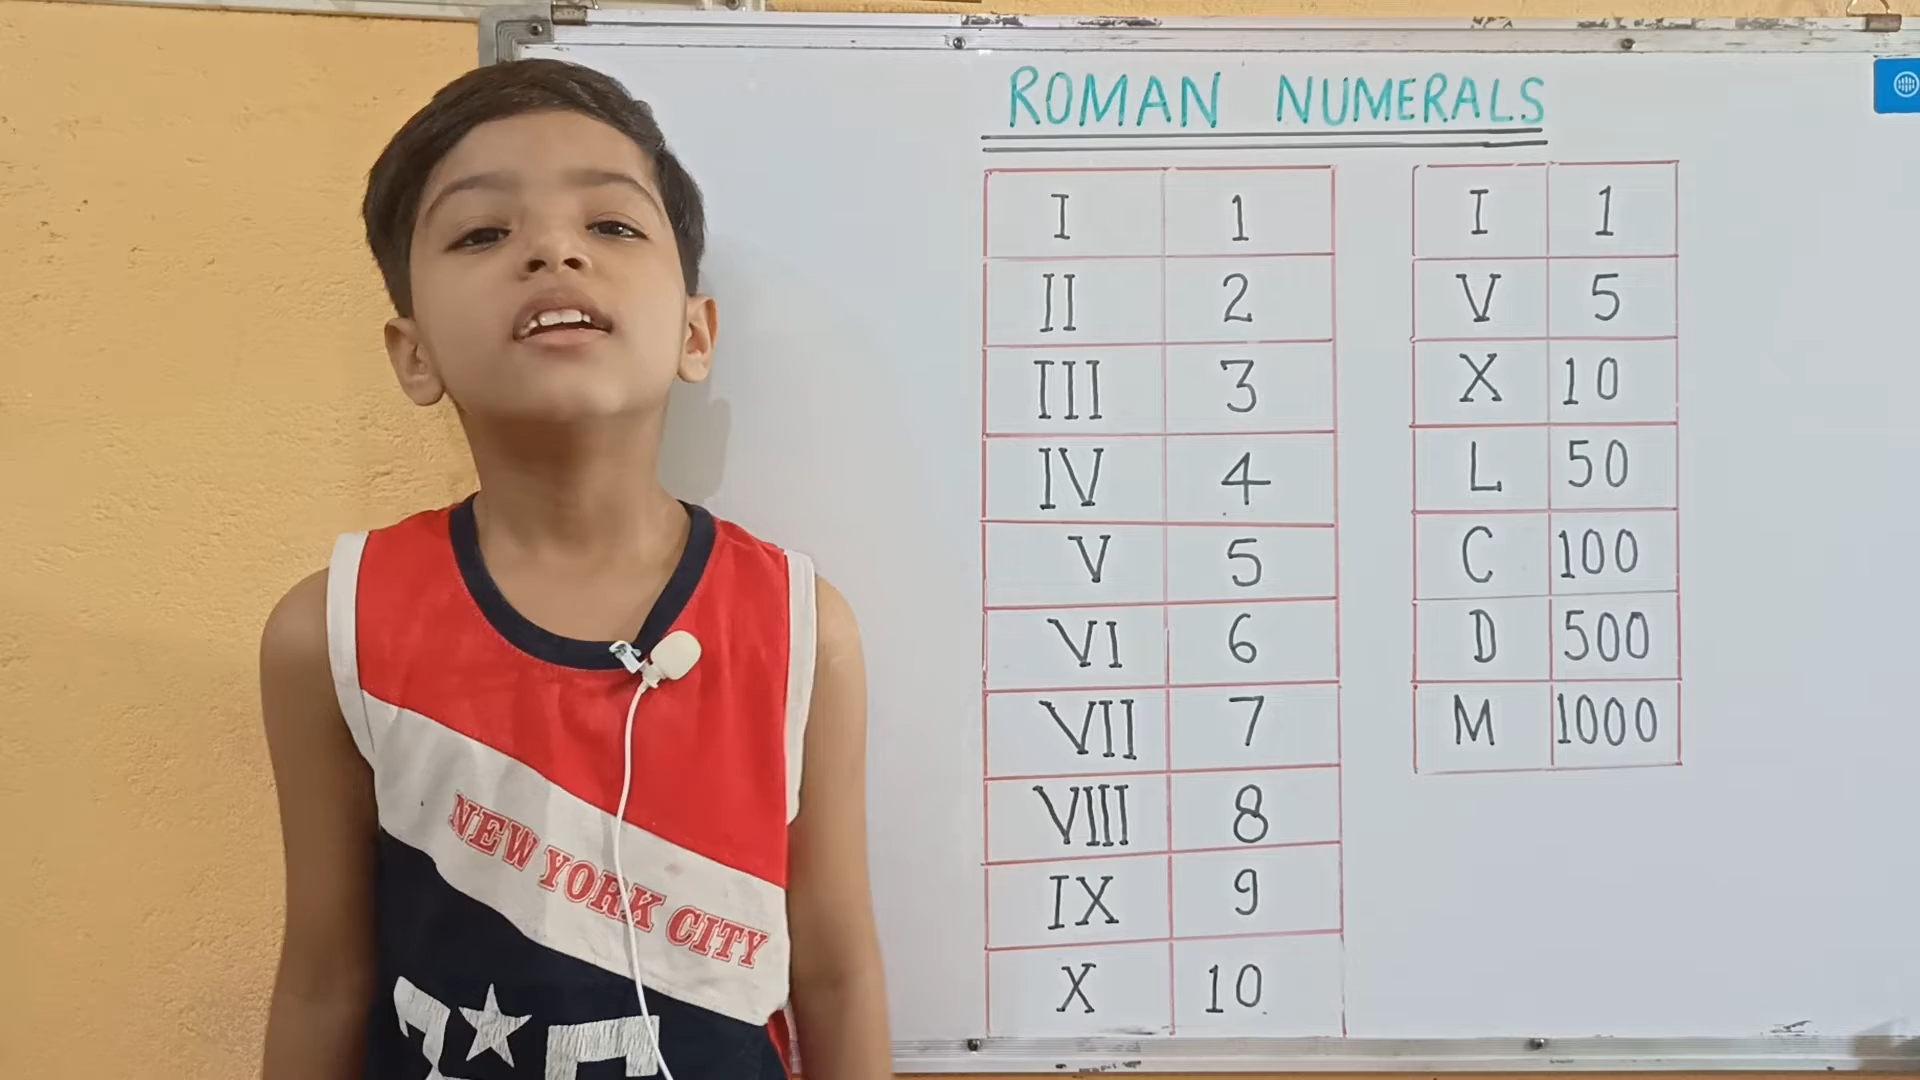 ROMAN NUMERALS
I 1
II 2
III 3
IV 4
V 5
VI 6
VII 7
VIII 8
IX 9
X 10
I 1
V 5
X 10
L 50
C 100
D 500
M 1000
NEW YORK CITY